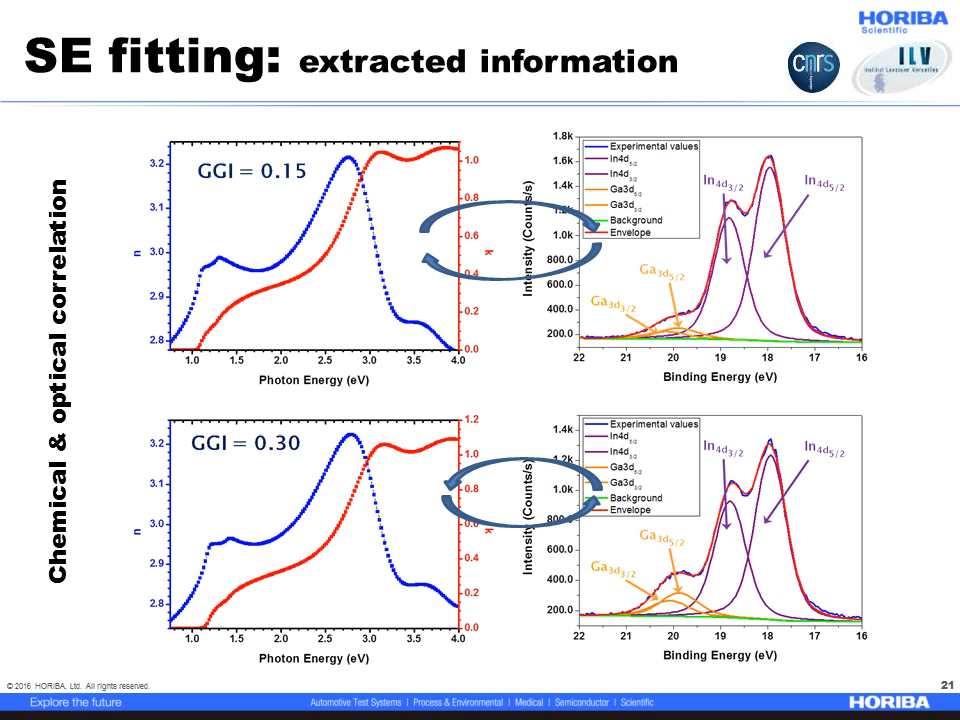 HORIBA
Scientific
SE fitting: extracted information
cnrs
ILV
Institut Lavoisier Versailles
Chemical & optical correlation
GGI = 0.15
3.2
3.1
3.0
2.9
2.8
n
1.0
0.8
0.6
0.4
0.2
0.0
k
1.0 1.5 2.0 2.5 3.0 3.5 4.0
Photon Energy (eV)
1.8k
1.6k
1.4k
1.2k
1.0k
800.0
600.0
400.0
200.0
Intensity (Counts/s)
Experimental values
In4d5/2
In4d3/2
Ga3d5/2
Ga3d3/2
Background
Envelope
In4d3/2
In4d5/2
Ga3d5/2
Ga3d3/2
22 21 20 19 18 17 16
Binding Energy (eV)
GGI = 0.30
3.2
3.1
3.0
2.9
2.8
n
1.2
1.0
0.8
0.6
0.4
0.2
0.0
k
1.0 1.5 2.0 2.5 3.0 3.5 4.0
Photon Energy (eV)
1.4k
1.2k
1.0k
800.0
600.0
400.0
200.0
Intensity (Counts/s)
Experimental values
In4d5/2
In4d3/2
Ga3d5/2
Ga3d3/2
Background
Envelope
In4d3/2
In4d5/2
Ga3d5/2
Ga3d3/2
22 21 20 19 18 17 16
Binding Energy (eV)
© 2016 HORIBA, Ltd. All rights reserved.
21
Explore the future
Automotive Test Systems | Process & Environmental | Medical | Semiconductor | Scientific
HORIBA